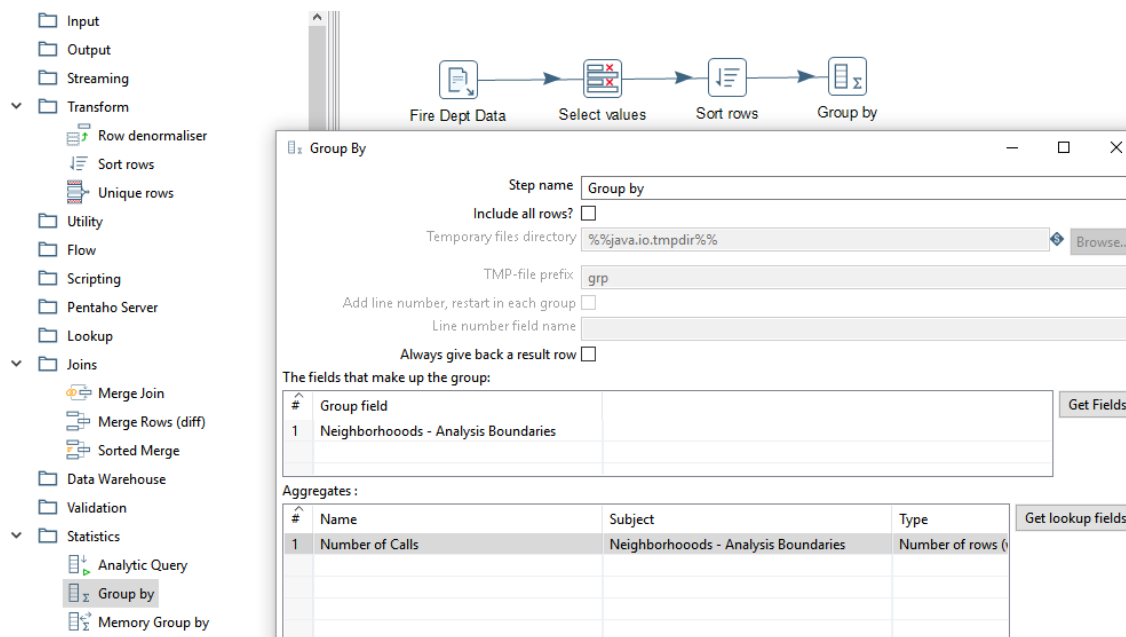 Input
Output
Streaming
Transform
Row denormaliser
Sort rows
Unique rows
Utility
Flow
Scripting
Pentaho Server
Lookup
Joins
Merge Join
Merge Rows (diff)
Sorted Merge
Data Warehouse
Validation
Statistics
Analytic Query
Group by
Memory Group by
Fire Dept Data Select values Sort rows Group by
Group By
Step name Group by
Include all rows?
Temporary files directory %%java.io.tmpdir%% Browse..
TMP-file prefix grp
Add line number, restart in each group
Line number field name
Always give back a result row
The fields that make up the group:
# Group field Get Fields
1 Neighborhooods - Analysis Boundaries
Aggregates :
# Name Subject Type Get lookup fields
1 Number of Calls Neighborhooods - Analysis Boundaries Number of rows (